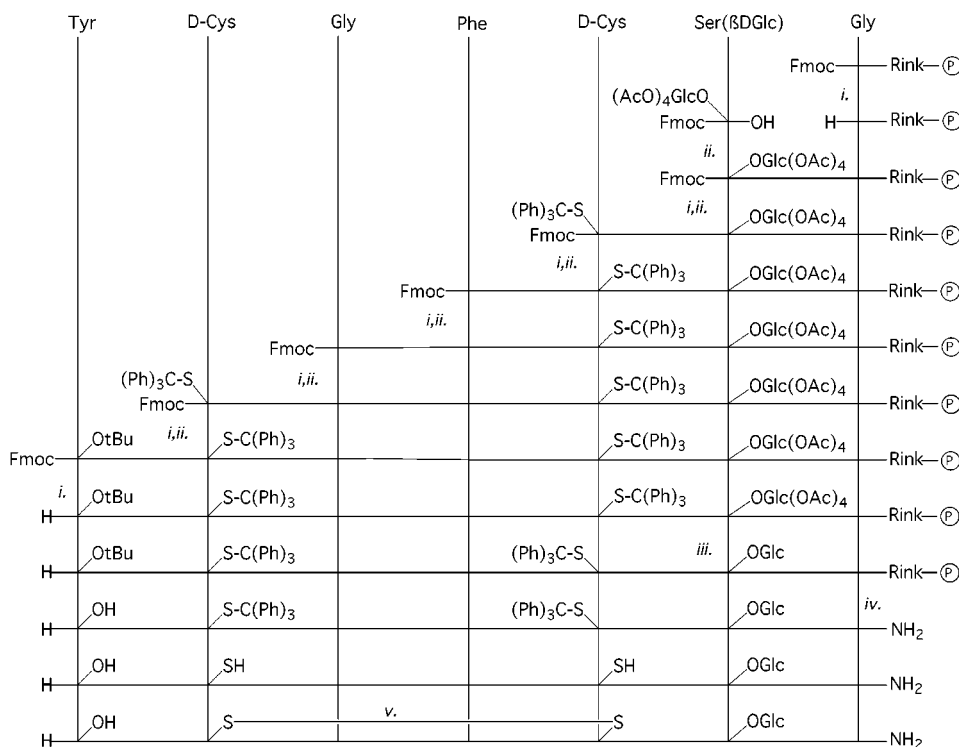 Tyr D-Cys Gly Phe D-Cys Ser(ßDGlc) Gly
Fmoc Rink Ⓟ
i.
(AcO)4GlcO
Fmoc OH H Rink Ⓟ
ii.
OGlc(OAc)4
Fmoc Rink Ⓟ
i,ii.
(Ph)3C-S OGlc(OAc)4
Fmoc Rink Ⓟ
i,ii.
S-C(Ph)3 OGlc(OAc)4
Fmoc Rink Ⓟ
i,ii.
S-C(Ph)3 OGlc(OAc)4
Fmoc Rink Ⓟ
i,ii.
(Ph)3C-S S-C(Ph)3 OGlc(OAc)4
Fmoc Rink Ⓟ
i,ii.
OtBu S-C(Ph)3 S-C(Ph)3 OGlc(OAc)4
Fmoc Rink Ⓟ
i.
OtBu S-C(Ph)3 S-C(Ph)3 OGlc(OAc)4
H Rink Ⓟ
iii.
OtBu S-C(Ph)3 (Ph)3C-S OGlc
H Rink Ⓟ
iv.
OH S-C(Ph)3 (Ph)3C-S OGlc
H NH2
OH SH SH OGlc
H NH2
v.
OH S S OGlc
H NH2